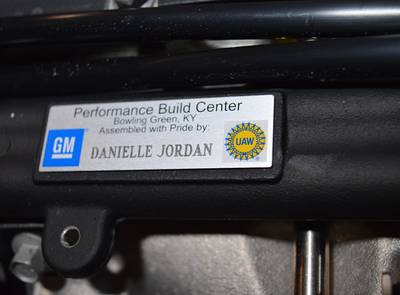 Performance Build Center
Bowling Green, KY
Assembled with Pride by:
GM
DANIELLE JORDAN
UAW